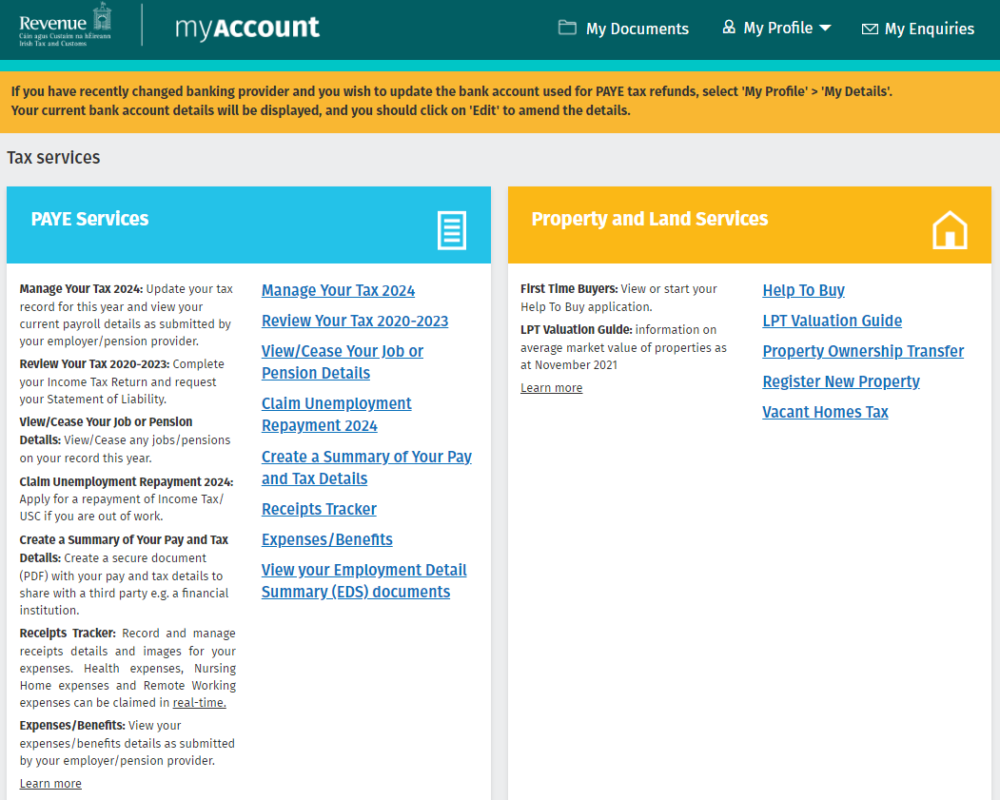 Revenue
Cáin agus Custaim na hÉireann
Irish Tax and Customs
myAccount
My Documents
My Profile
My Enquiries
If you have recently changed banking provider and you wish to update the bank account used for PAYE tax refunds, select 'My Profile' > 'My Details'.
Your current bank account details will be displayed, and you should click on 'Edit' to amend the details.
Tax services
PAYE Services
Manage Your Tax 2024: Update your tax
record for this year and view your
current payroll details as submitted by
your employer/pension provider.
Review Your Tax 2020-2023: Complete
your Income Tax Return and request
your Statement of Liability.
View/Cease Your Job or Pension
Details: View/Cease any jobs/pensions
on your record this year.
Claim Unemployment Repayment 2024:
Apply for a repayment of Income Tax/
USC if you are out of work.
Create a Summary of Your Pay and Tax
Details: Create a secure document
(PDF) with your pay and tax details to
share with a third party e.g. a financial
institution.
Receipts Tracker: Record and manage
receipts details and images for your
expenses. Health expenses, Nursing
Home expenses and Remote Working
expenses can be claimed in real-time.
Expenses/Benefits: View your
expenses/benefits details as submitted
by your employer/pension provider.
Learn more
Manage Your Tax 2024
Review Your Tax 2020-2023
View/Cease Your Job or
Pension Details
Claim Unemployment
Repayment 2024
Create a Summary of Your Pay
and Tax Details
Receipts Tracker
Expenses/Benefits
View your Employment Detail
Summary (EDS) documents
Property and Land Services
First Time Buyers: View or start your
Help To Buy application.
LPT Valuation Guide: information on
average market value of properties as
at November 2021
Learn more
Help To Buy
LPT Valuation Guide
Property Ownership Transfer
Register New Property
Vacant Homes Tax